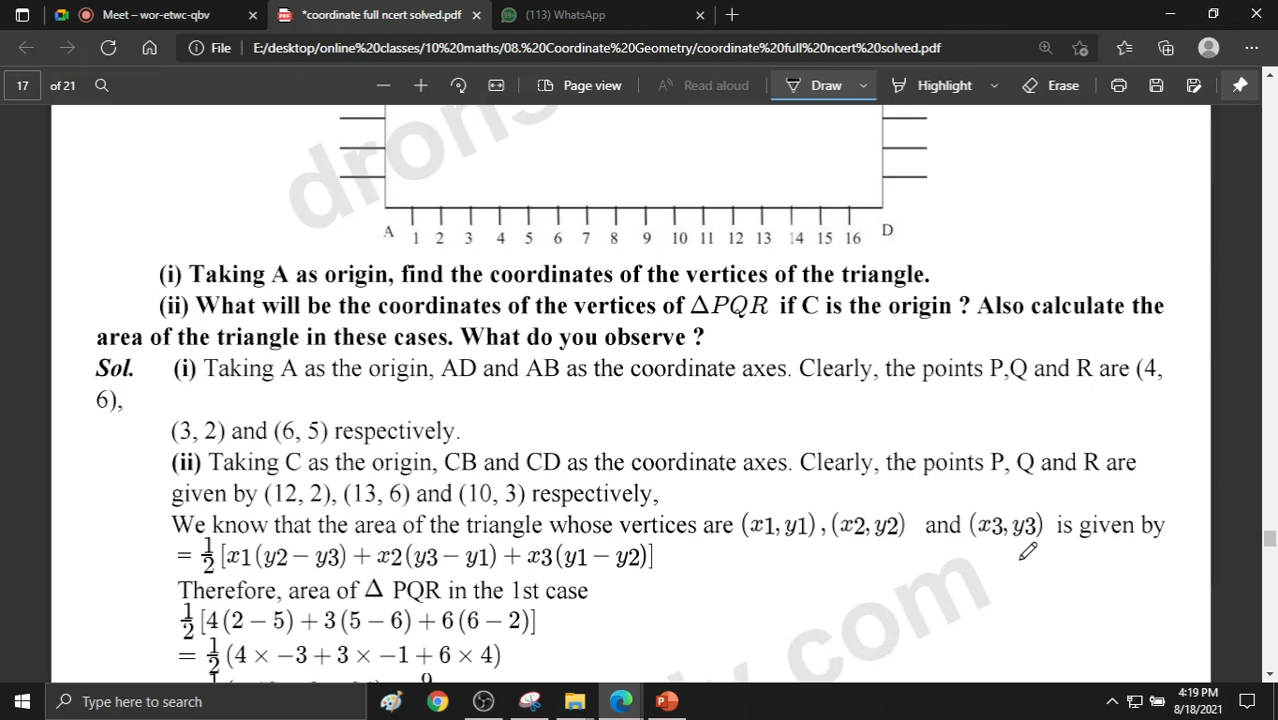 Meet – wor-etwc-qbv
*coordinate full ncert solved.pdf
(113) WhatsApp
File
E:/desktop/online%20classes/10%20maths/08.%20Coordinate%20Geometry/coordinate%20full%20ncert%20solved.pdf
17 of 21
Page view
Read aloud
Draw
Highlight
Erase
A 1 2 3 4 5 6 7 8 9 10 11 12 13 14 15 16 D
(i) Taking A as origin, find the coordinates of the vertices of the triangle.
(ii) What will be the coordinates of the vertices of ΔPQR if C is the origin ? Also calculate the
area of the triangle in these cases. What do you observe ?
Sol. (i) Taking A as the origin, AD and AB as the coordinate axes. Clearly, the points P,Q and R are (4,
6),
(3, 2) and (6, 5) respectively.
(ii) Taking C as the origin, CB and CD as the coordinate axes. Clearly, the points P, Q and R are
given by (12, 2), (13, 6) and (10, 3) respectively,
We know that the area of the triangle whose vertices are (x1, y1) , (x2, y2) and (x3, y3) is given by
= 1/2 [x1(y2 − y3) + x2(y3 − y1) + x3(y1 − y2)]
Therefore, area of Δ PQR in the 1st case
1/2 [4(2 − 5) + 3(5 − 6) + 6(6 − 2)]
= 1/2 (4 × −3 + 3 × −1 + 6 × 4)
Type here to search
4:19 PM
8/18/2021